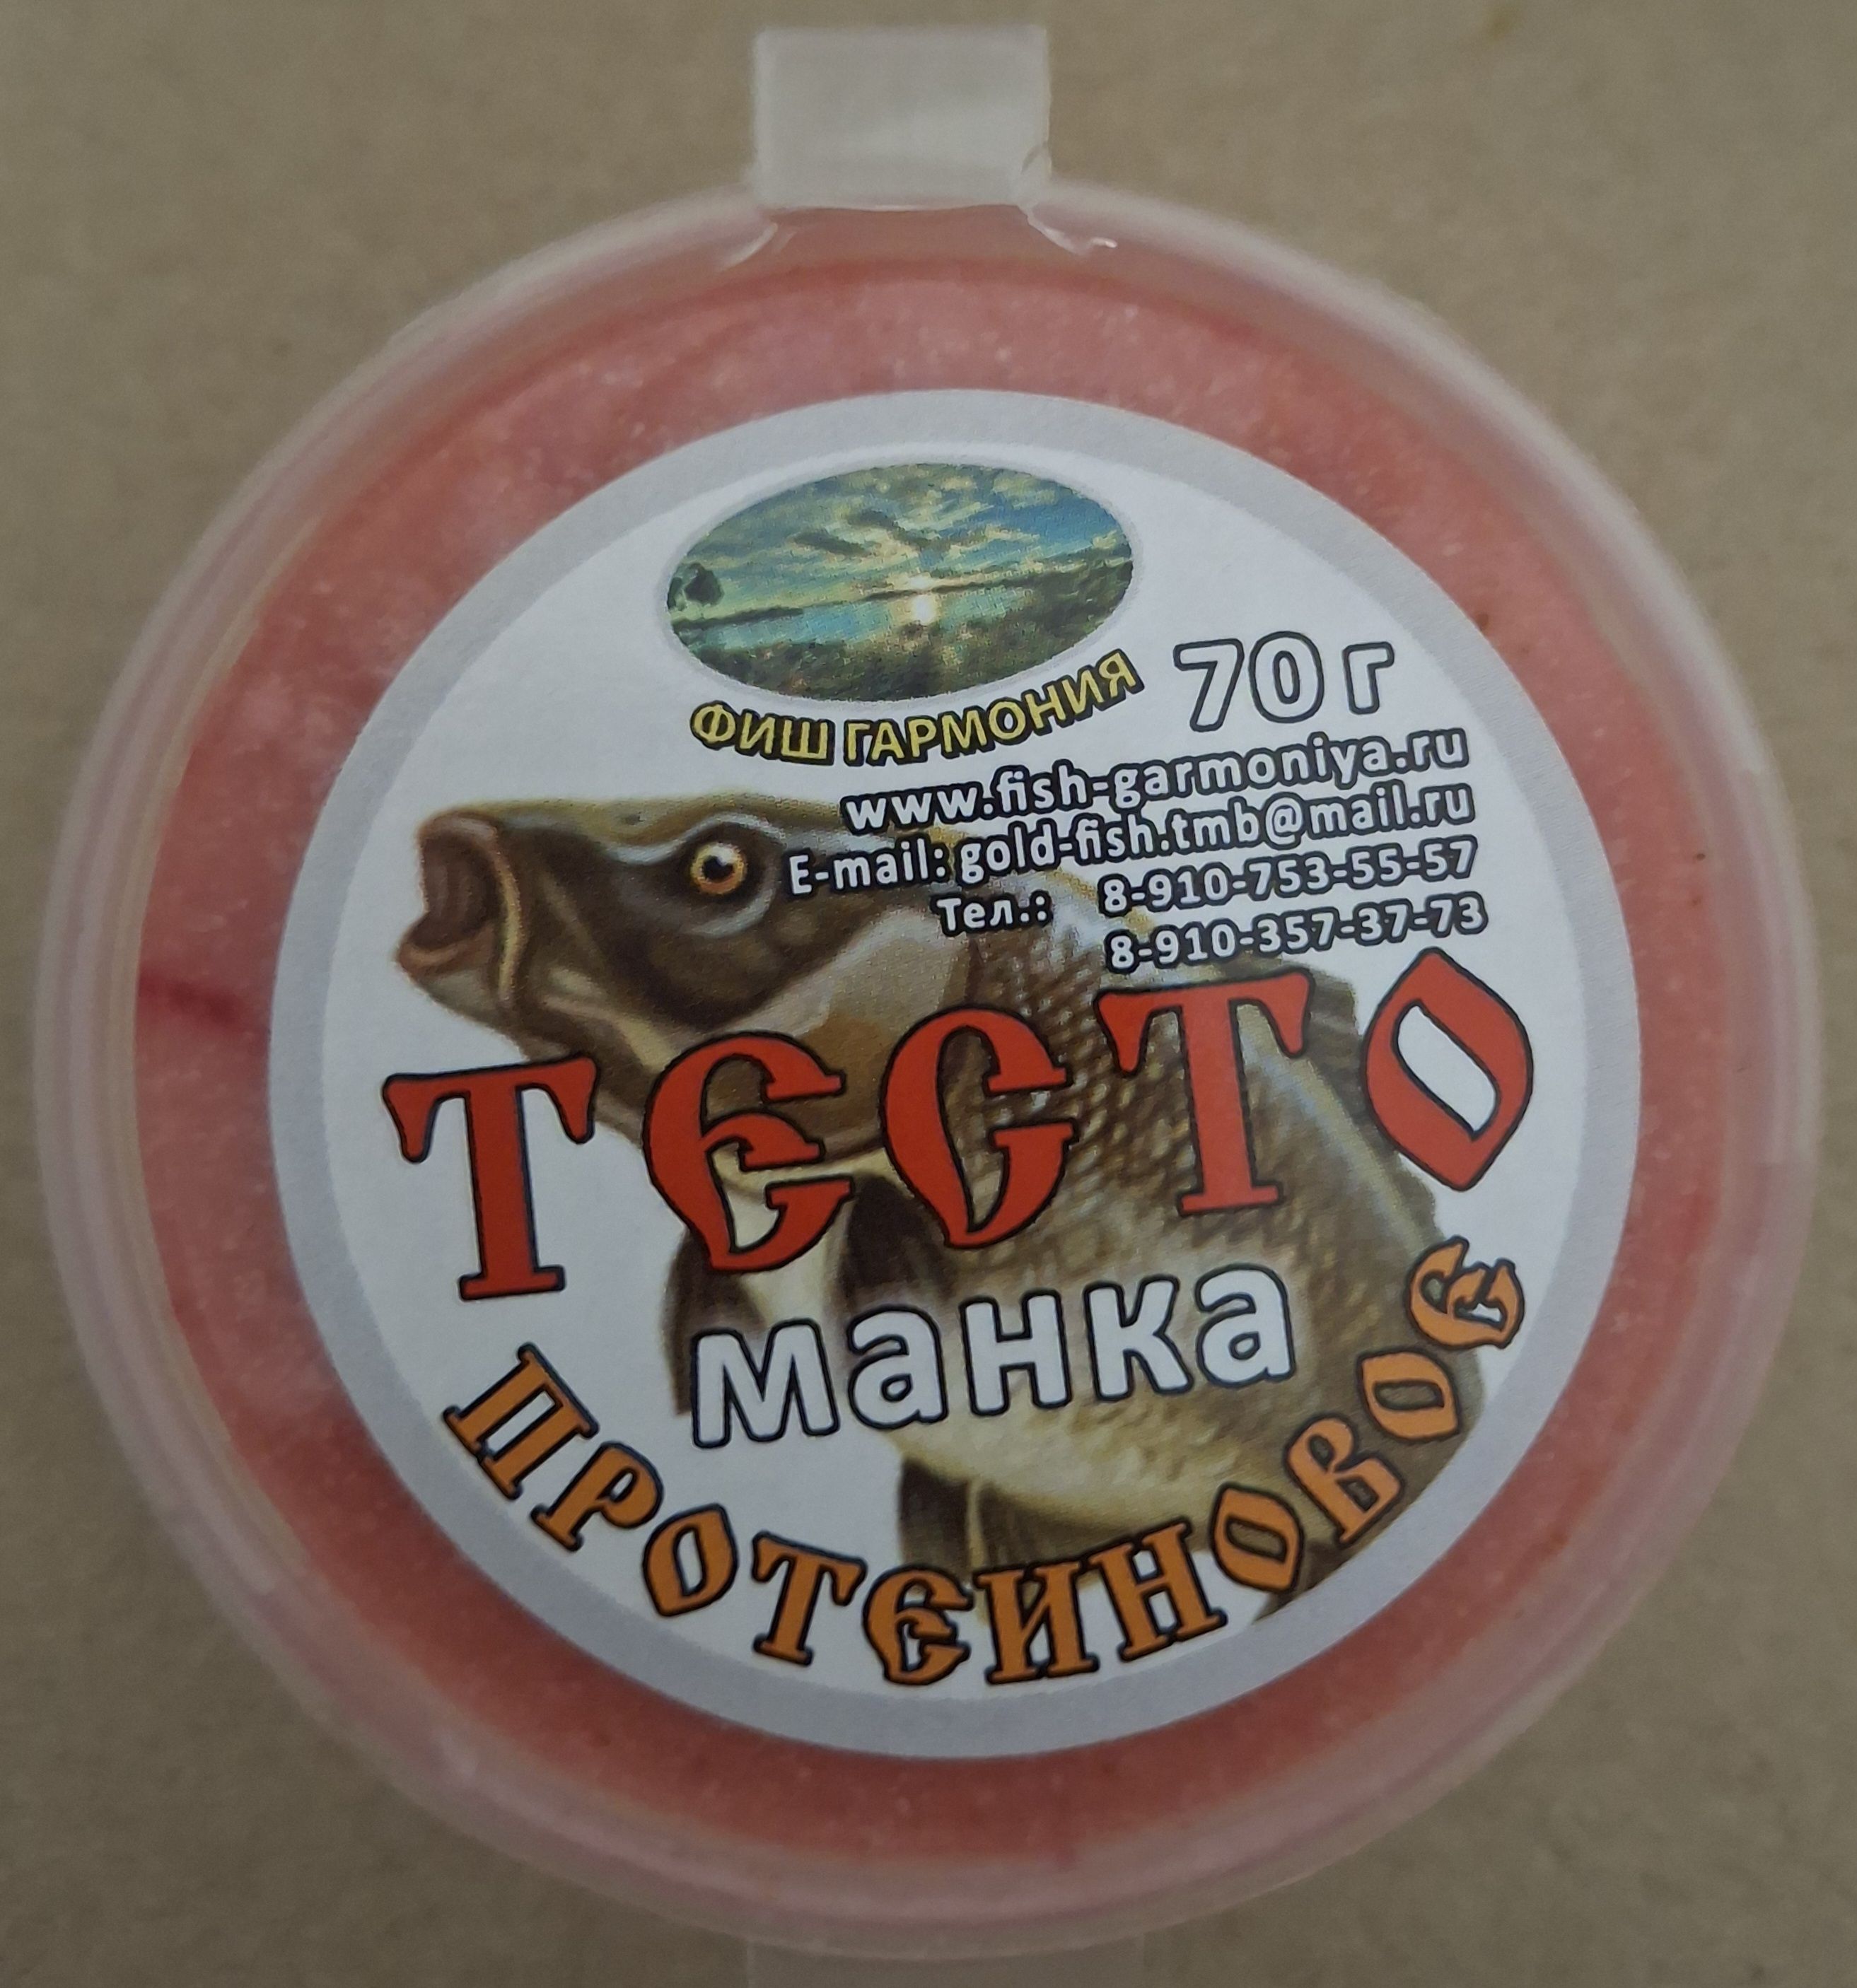 ФИШ ГАРМОНИЯ
70 г
www.fish-garmoniya.ru
E-mail: gold-fish.tmb@mail.ru
Тел.: 8-910-753-55-57
8-910-357-37-73
ТЕСТО
манка
ПРОТЕИНОВОЕ